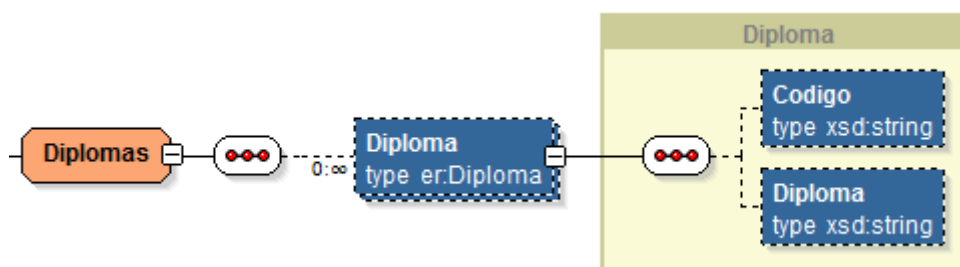 Diploma
Diplomas
0:∞
Diploma
type er:Diploma
Codigo
type xsd:string
Diploma
type xsd:string